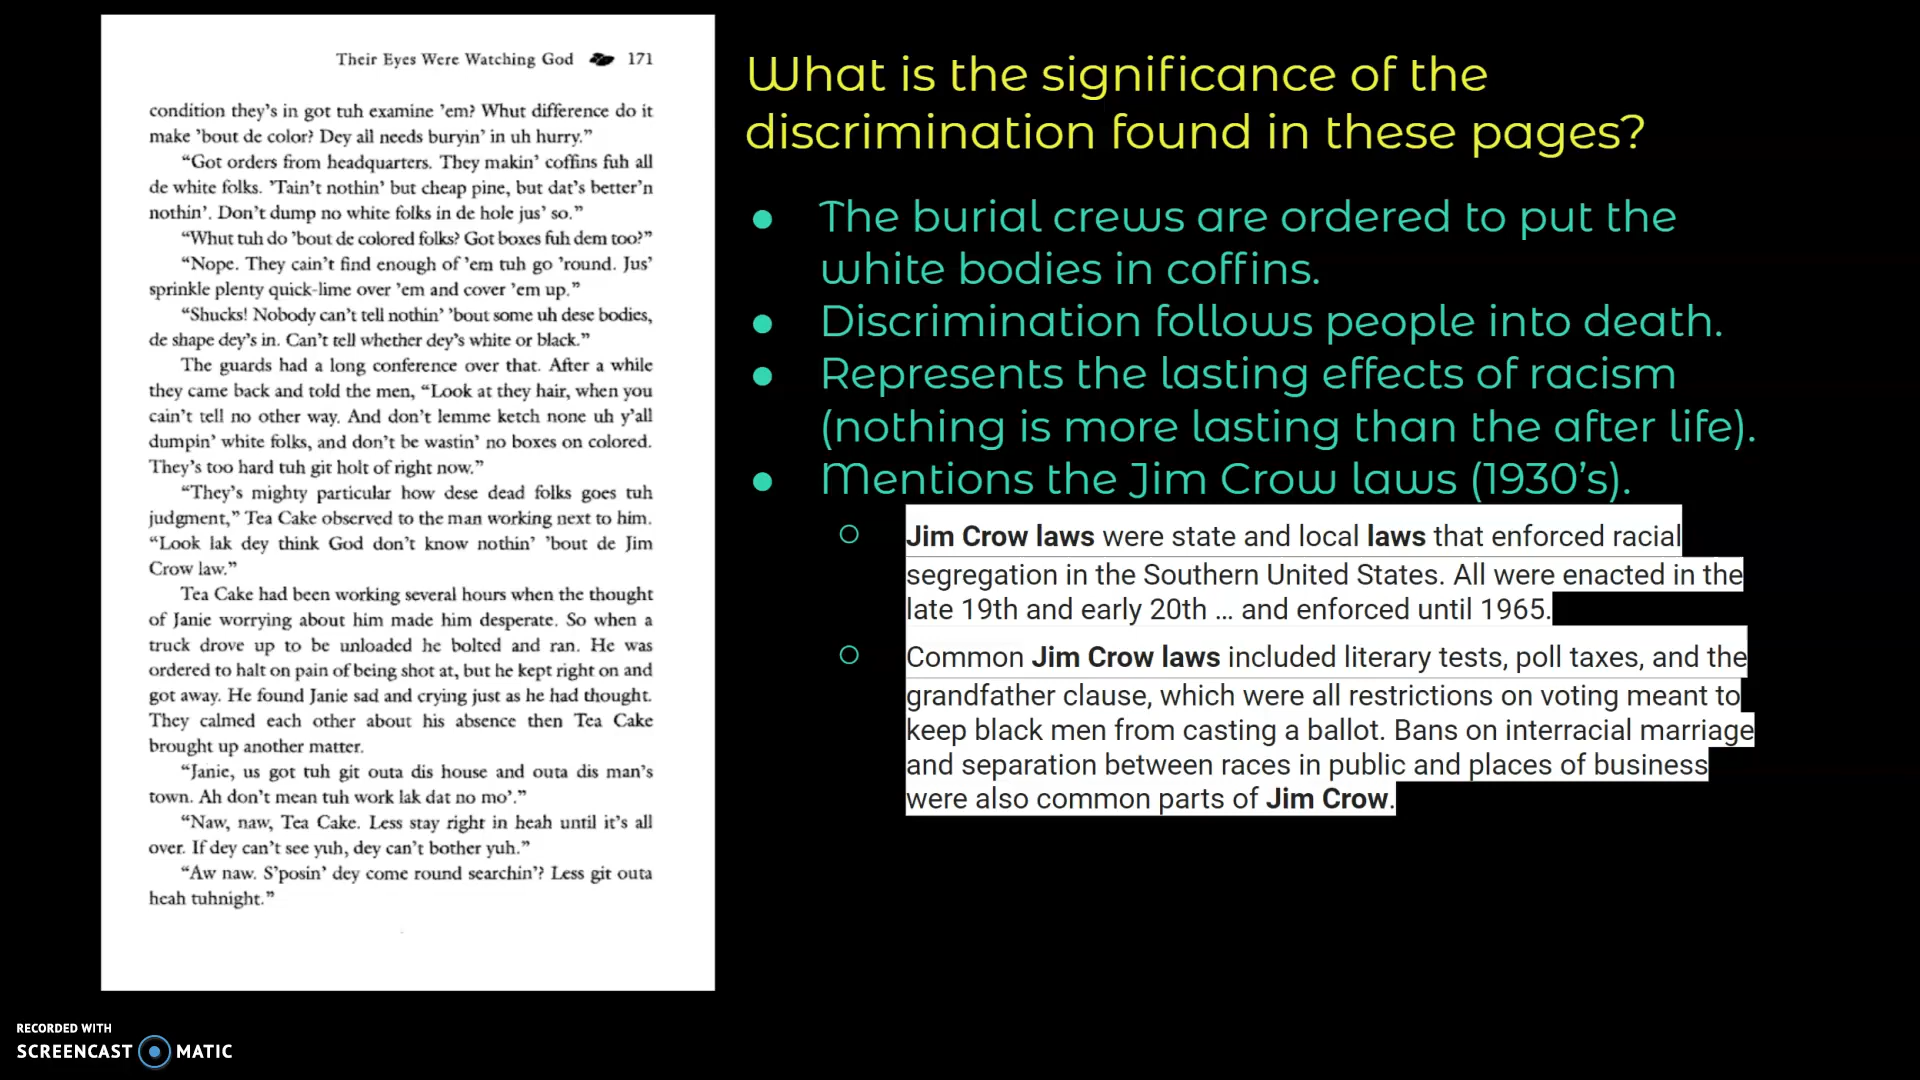 Their Eyes Were Watching God 171
condition they's in got tuh examine 'em? Whut difference do it
make 'bout de color? Dey all needs buryin' in uh hurry."
"Got orders from headquarters. They makin' coffins fuh all
de white folks. 'Tain't nothin' but cheap pine, but dat's better'n
nothin'. Don't dump no white folks in de hole jus' so."
"Whut tuh do 'bout de colored folks? Got boxes fuh dem too?"
"Nope. They cain't find enough of 'em tuh go 'round. Jus'
sprinkle plenty quick-lime over 'em and cover 'em up."
"Shucks! Nobody can't tell nothin' 'bout some uh dese bodies,
de shape dey's in. Can't tell whether dey's white or black."
The guards had a long conference over that. After a while
they came back and told the men, "Look at they hair, when you
cain't tell no other way. And don't lemme ketch none uh y'all
dumpin' white folks, and don't be wastin' no boxes on colored.
They's too hard tuh git holt of right now."
"They's mighty particular how dese dead folks goes tuh
judgment," Tea Cake observed to the man working next to him.
"Look lak dey think God don't know nothin' 'bout de Jim
Crow law."
Tea Cake had been working several hours when the thought
of Janie worrying about him made him desperate. So when a
truck drove up to be unloaded he bolted and ran. He was
ordered to halt on pain of being shot at, but he kept right on and
got away. He found Janie sad and crying just as he had thought.
They calmed each other about his absence then Tea Cake
brought up another matter.
"Janie, us got tuh git outa dis house and outa dis man's
town. Ah don't mean tuh work lak dat no mo'."
"Naw, naw, Tea Cake. Less stay right in heah until it's all
over. If dey can't see yuh, dey can't bother yuh."
"Aw naw. S'posin' dey come round searchin'? Less git outa
heah tuhnight."
What is the significance of the
discrimination found in these pages?
● The burial crews are ordered to put the
white bodies in coffins.
● Discrimination follows people into death.
● Represents the lasting effects of racism
(nothing is more lasting than the after life).
● Mentions the Jim Crow laws (1930's).
○ Jim Crow laws were state and local laws that enforced racial
segregation in the Southern United States. All were enacted in the
late 19th and early 20th ... and enforced until 1965.
○ Common Jim Crow laws included literary tests, poll taxes, and the
grandfather clause, which were all restrictions on voting meant to
keep black men from casting a ballot. Bans on interracial marriage
and separation between races in public and places of business
were also common parts of Jim Crow.
RECORDED WITH
SCREENCAST MATIC